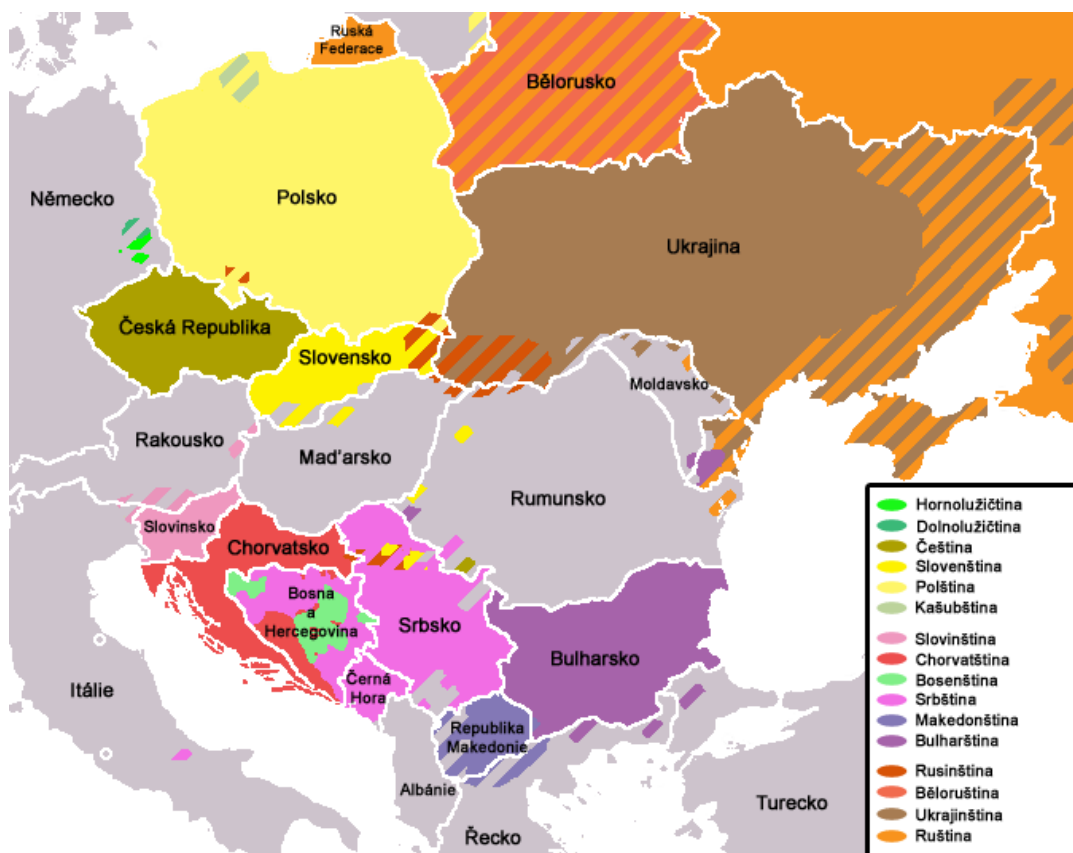 Ruská
Federace
Bělorusko
Německo
Polsko
Ukrajina
Česká Republika
Slovensko
Moldavsko
Rakousko
Maďarsko
Rumunsko
Slovinsko
Chorvatsko
Bosna
a
Hercegovina
Srbsko
Bulharsko
Itálie
Černá
Hora
Republika
Makedonie
Albánie
Turecko
Řecko
Hornolužičtina
Dolnolužičtina
Čeština
Slovenština
Polština
Kašubština
Slovinština
Chorvatština
Bosenština
Srbština
Makedonština
Bulharština
Rusinština
Běloruština
Ukrajinština
Ruština